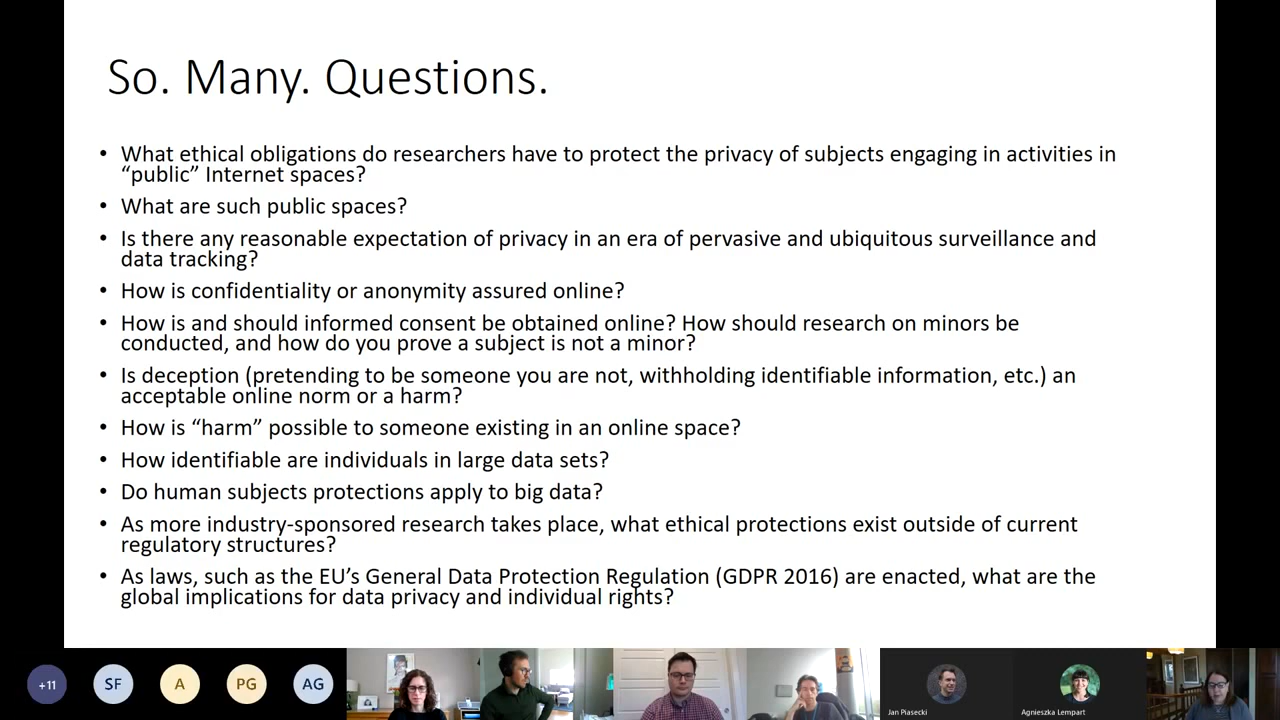 So. Many. Questions.
• What ethical obligations do researchers have to protect the privacy of subjects engaging in activities in
“public” Internet spaces?
• What are such public spaces?
• Is there any reasonable expectation of privacy in an era of pervasive and ubiquitous surveillance and
data tracking?
• How is confidentiality or anonymity assured online?
• How is and should informed consent be obtained online? How should research on minors be
conducted, and how do you prove a subject is not a minor?
• Is deception (pretending to be someone you are not, withholding identifiable information, etc.) an
acceptable online norm or a harm?
• How is “harm” possible to someone existing in an online space?
• How identifiable are individuals in large data sets?
• Do human subjects protections apply to big data?
• As more industry-sponsored research takes place, what ethical protections exist outside of current
regulatory structures?
• As laws, such as the EU’s General Data Protection Regulation (GDPR 2016) are enacted, what are the
global implications for data privacy and individual rights?
+11
SF
A
PG
AG
Jan Piasecki
Agnieszka Lempart